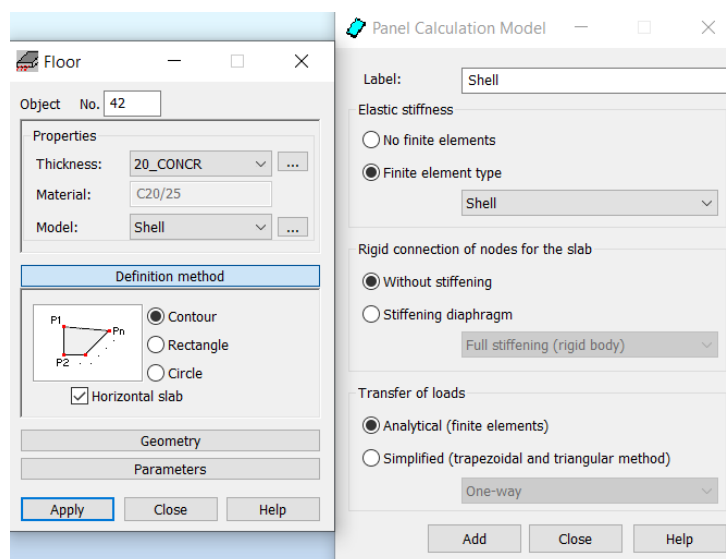 Floor
Object No. 42
Properties
Thickness: 20_CONCR ...
Material: C20/25
Model: Shell ...
Definition method
P1
Pn
P2
Contour
Rectangle
Circle
Horizontal slab
Geometry
Parameters
Apply Close Help
Panel Calculation Model
Label: Shell
Elastic stiffness
No finite elements
Finite element type
Shell
Rigid connection of nodes for the slab
Without stiffening
Stiffening diaphragm
Full stiffening (rigid body)
Transfer of loads
Analytical (finite elements)
Simplified (trapezoidal and triangular method)
One-way
Add Close Help